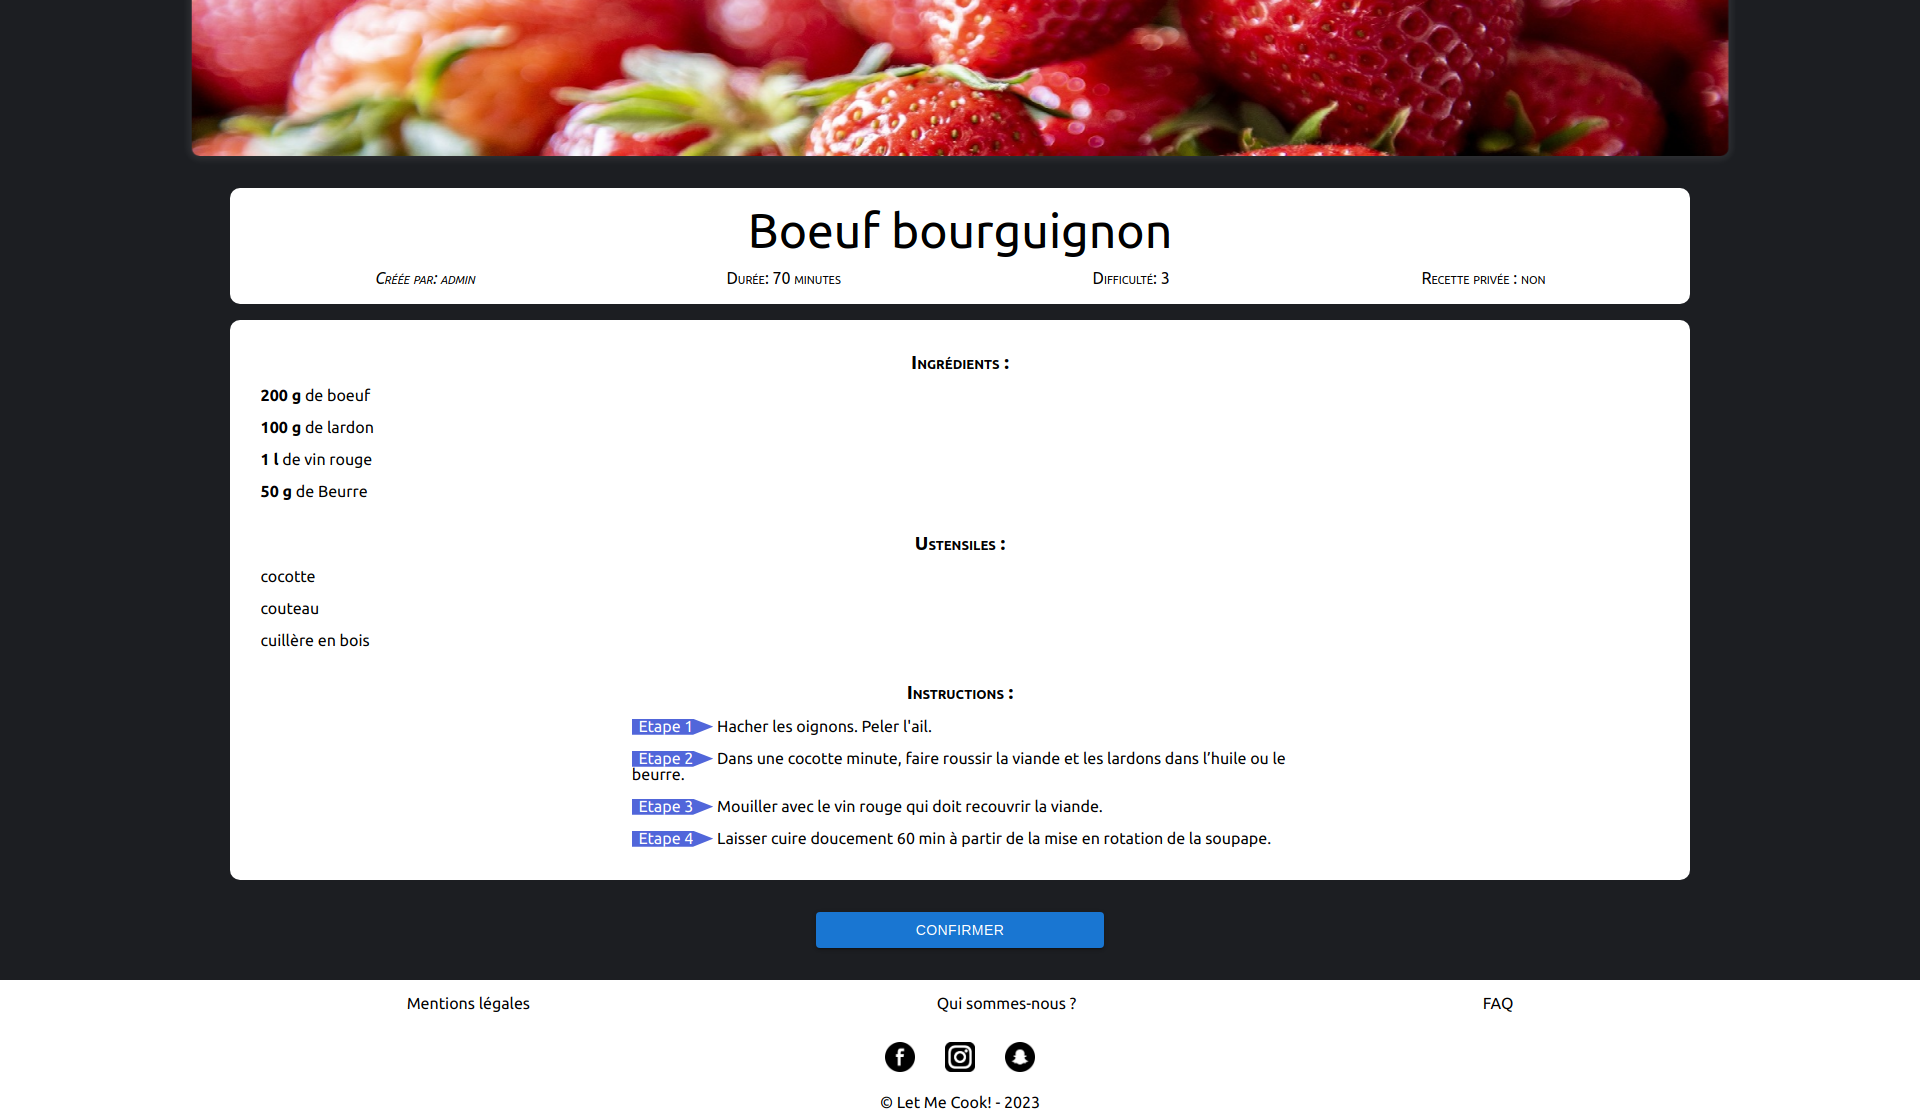 Boeuf bourguignon
Créée par: admin Durée: 70 minutes Difficulté: 3 Recette privée : non
Ingrédients :
200 g de boeuf
100 g de lardon
1 l de vin rouge
50 g de Beurre
Ustensiles :
cocotte
couteau
cuillère en bois
Instructions :
Etape 1 Hacher les oignons. Peler l'ail.
Etape 2 Dans une cocotte minute, faire roussir la viande et les lardons dans l’huile ou le
beurre.
Etape 3 Mouiller avec le vin rouge qui doit recouvrir la viande.
Etape 4 Laisser cuire doucement 60 min à partir de la mise en rotation de la soupape.
CONFIRMER
Mentions légales Qui sommes-nous ? FAQ
© Let Me Cook! - 2023